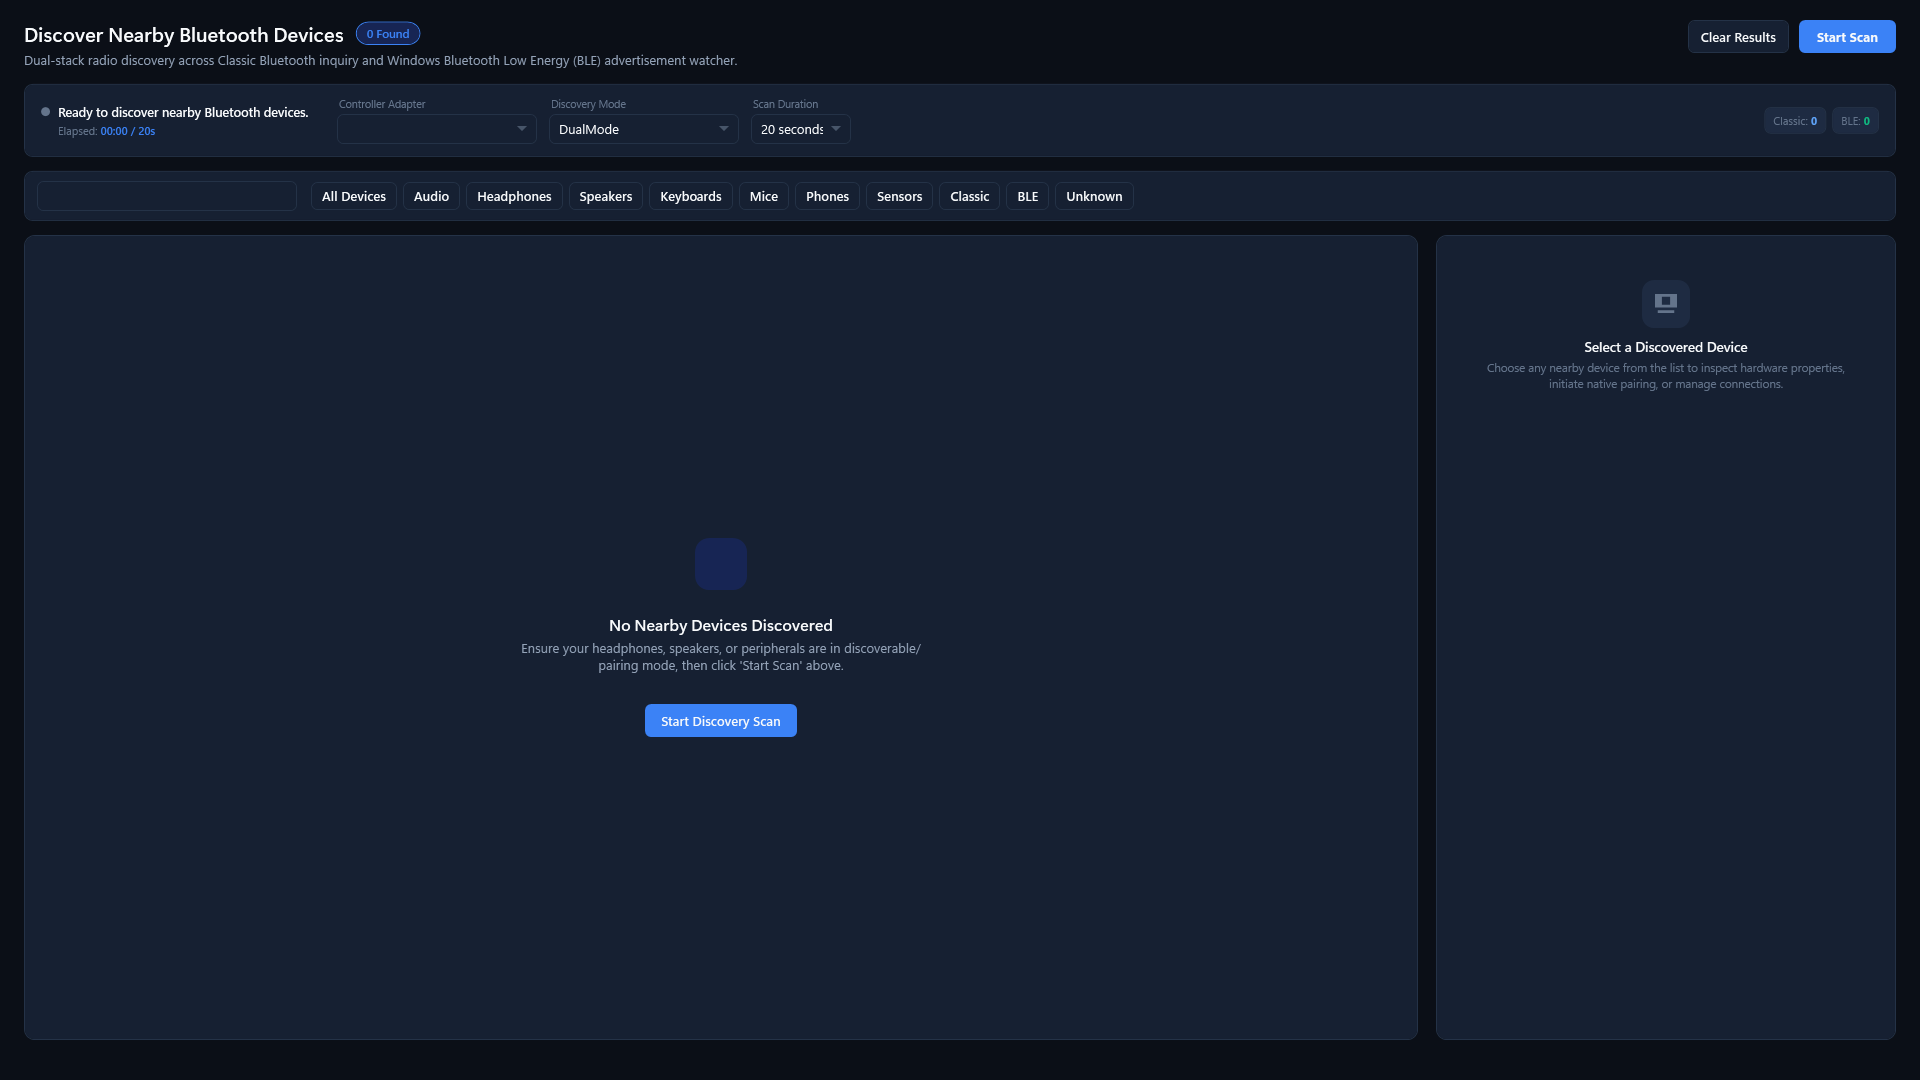 Discover Nearby Bluetooth Devices
0 Found
Dual-stack radio discovery across Classic Bluetooth inquiry and Windows Bluetooth Low Energy (BLE) advertisement watcher.
Clear Results
Start Scan
Ready to discover nearby Bluetooth devices.
Elapsed: 00:00 / 20s
Controller Adapter
Discovery Mode
DualMode
Scan Duration
20 seconds
Classic: 0
BLE: 0
All Devices
Audio
Headphones
Speakers
Keyboards
Mice
Phones
Sensors
Classic
BLE
Unknown
No Nearby Devices Discovered
Ensure your headphones, speakers, or peripherals are in discoverable/
pairing mode, then click 'Start Scan' above.
Start Discovery Scan
Select a Discovered Device
Choose any nearby device from the list to inspect hardware properties,
initiate native pairing, or manage connections.